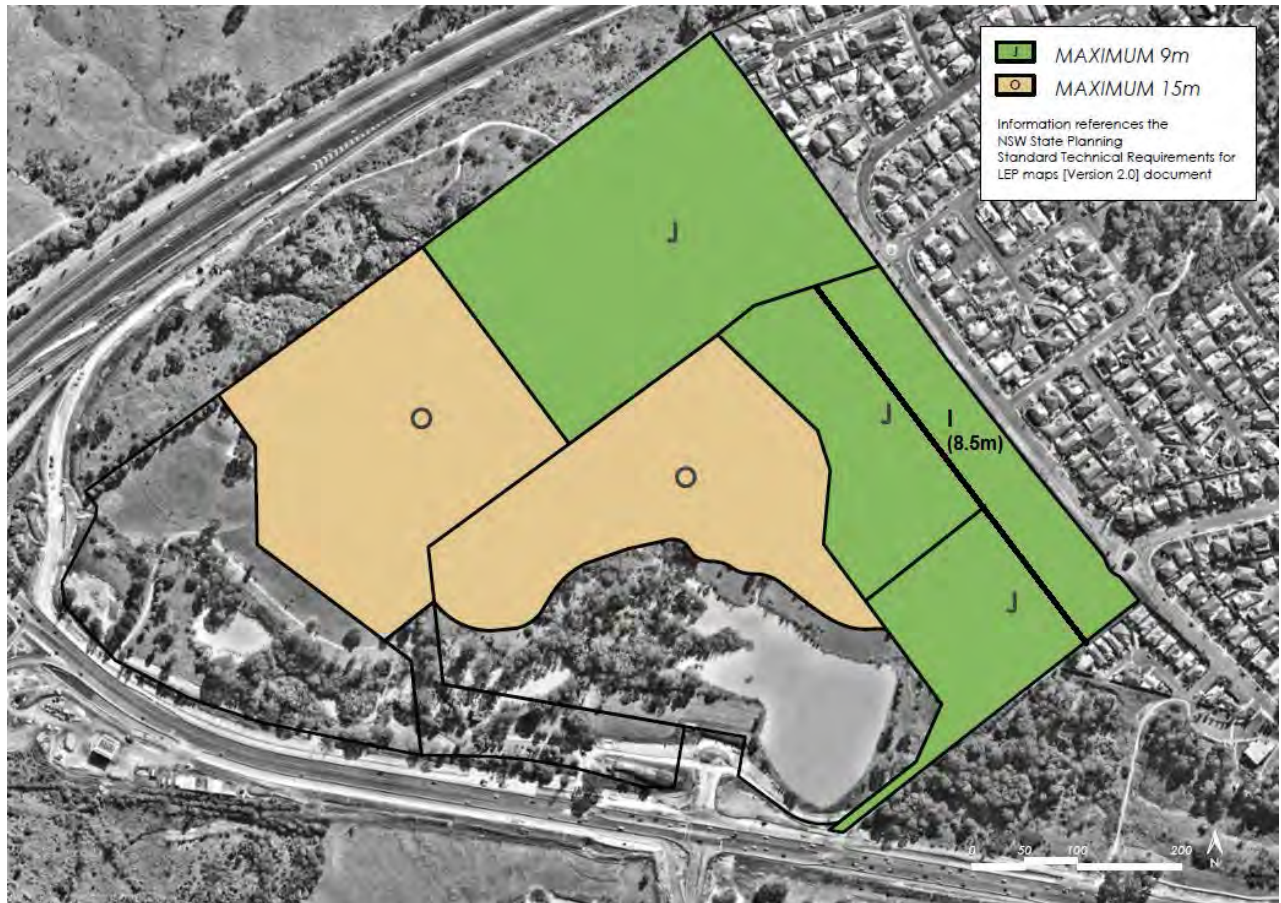 J MAXIMUM 9m
O MAXIMUM 15m
Information references the
NSW State Planning
Standard Technical Requirements for
LEP maps [Version 2.0] document
J
O
J
I
(8.5m)
O
J
0 50 100 200
N